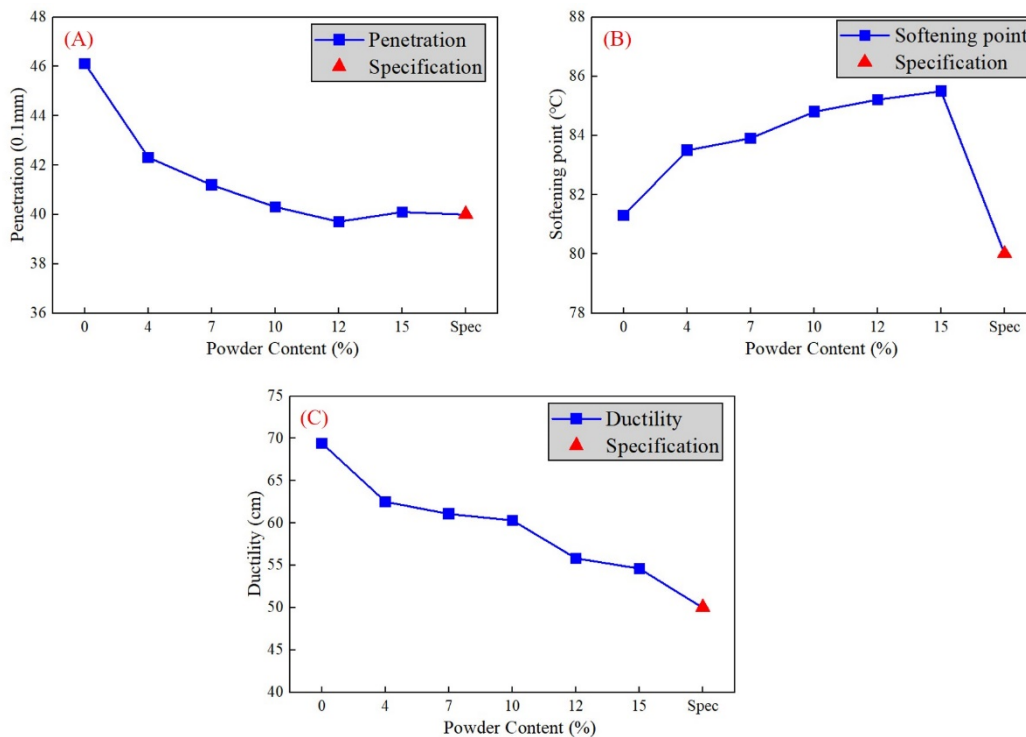 (A)
Penetration
Specification
48
46
44
42
40
38
36
Penetration (0.1mm)
0 4 7 10 12 15 Spec
Powder Content (%)
(B)
Softening point
Specification
88
86
84
82
80
78
Softening point (℃)
0 4 7 10 12 15 Spec
Powder Content (%)
(C)
Ductility
Specification
75
70
65
60
55
50
45
40
Ductility (cm)
0 4 7 10 12 15 Spec
Powder Content (%)